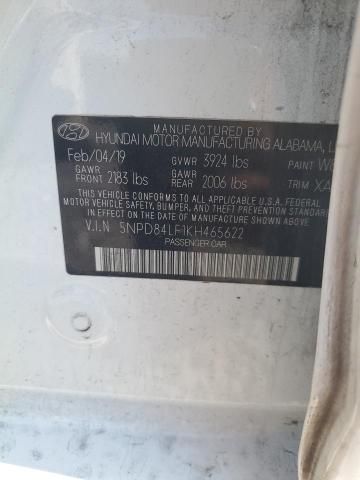 MANUFACTURED BY
HYUNDAI MOTOR MANUFACTURING ALABAMA,
Feb/04/19 GVWR 3924 lbs PAINT
GAWR FRONT 2183 lbs GAWR REAR 2006 lbs TRIM XA
THIS VEHICLE CONFORMS TO ALL APPLICABLE U.S.A. FEDERAL
MOTOR VEHICLE SAFETY, BUMPER, AND THEFT PREVENTION
STANDARDS IN EFFECT ON THE DATE OF MANUFACTURE SHOWN ABOVE.
V.I.N 5NPD84LF1KH465622
PASSENGER CAR